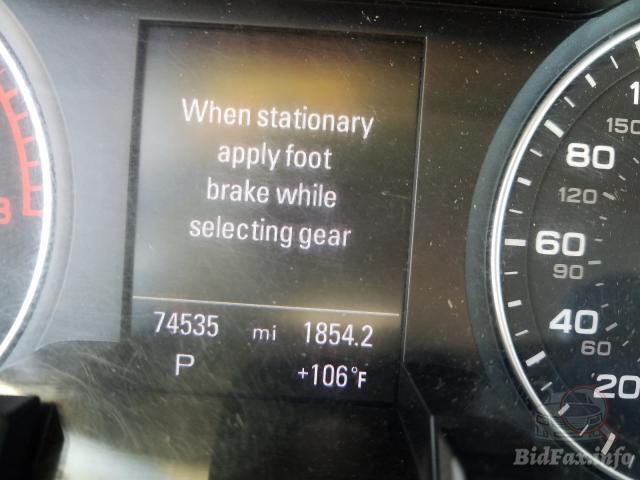 When stationary
apply foot
brake while
selecting gear
74535 mi 1854.2
P +106°F
8
150
80
120
60
90
40
60
20
BidFax.info